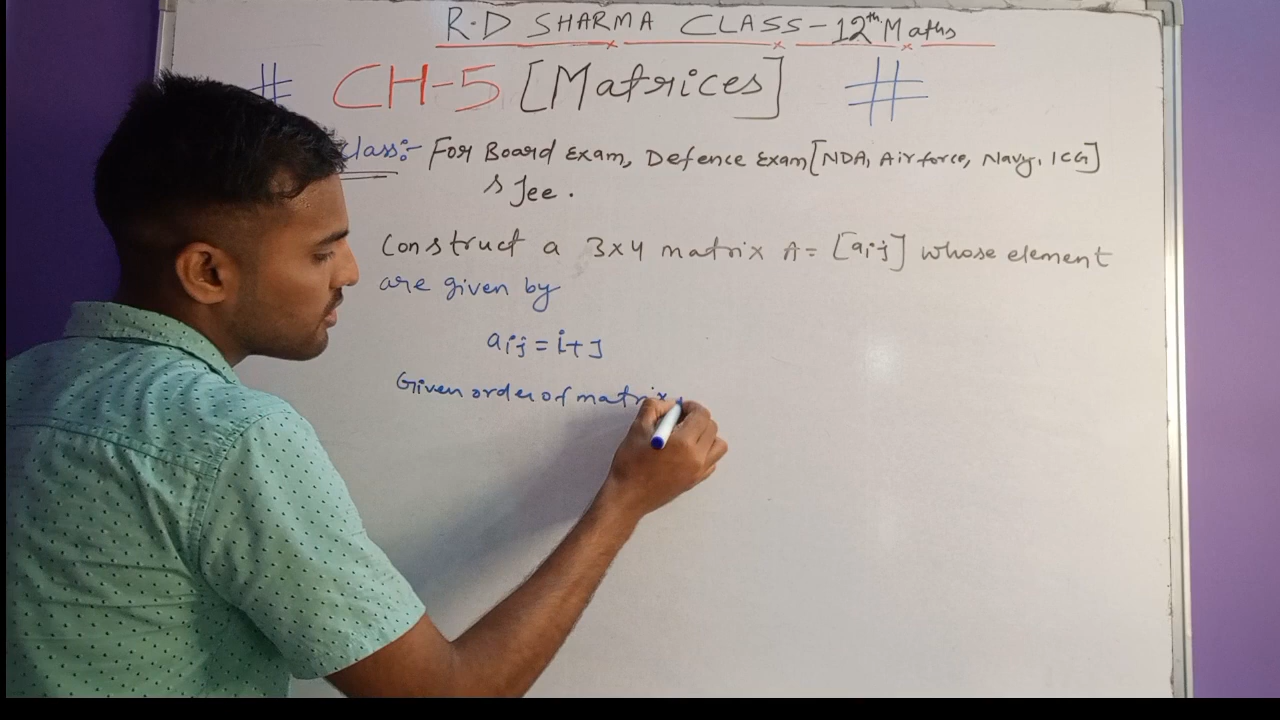 R.D SHARMA CLASS-12th Maths
# CH-5 [Matrices] #
class:- For Board Exam, Defence Exam [NDA, Airforce, Navy, ICG]
& Jee.
Construct a 3x4 matrix A = [aij] whose element
are given by
aij = i+J
Given order of matrix